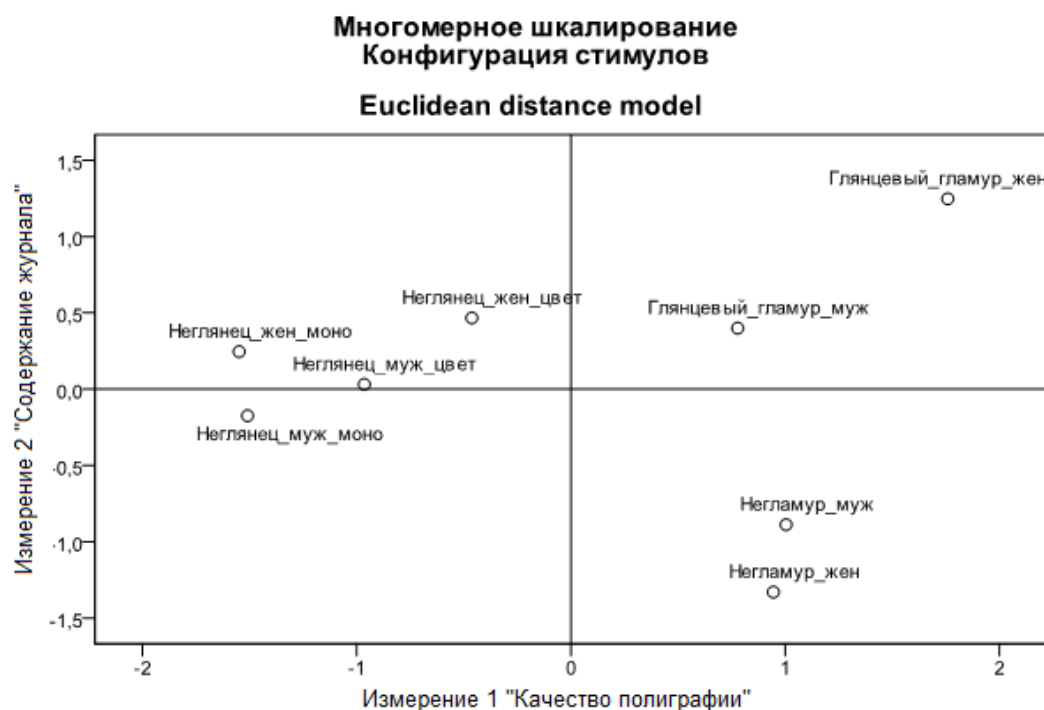 Многомерное шкалирование
Конфигурация стимулов
Euclidean distance model
Измерение 2 "Содержание журнала"
1,5
1,0
0,5
0,0
-0,5
-1,0
-1,5
Глянцевый_гламур_жен
Неглянец_жен_цвет
Глянцевый_гламур_муж
Неглянец_жен_моно
Неглянец_муж_цвет
Неглянец_муж_моно
Негламур_муж
Негламур_жен
-2 -1 0 1 2
Измерение 1 "Качество полиграфии"